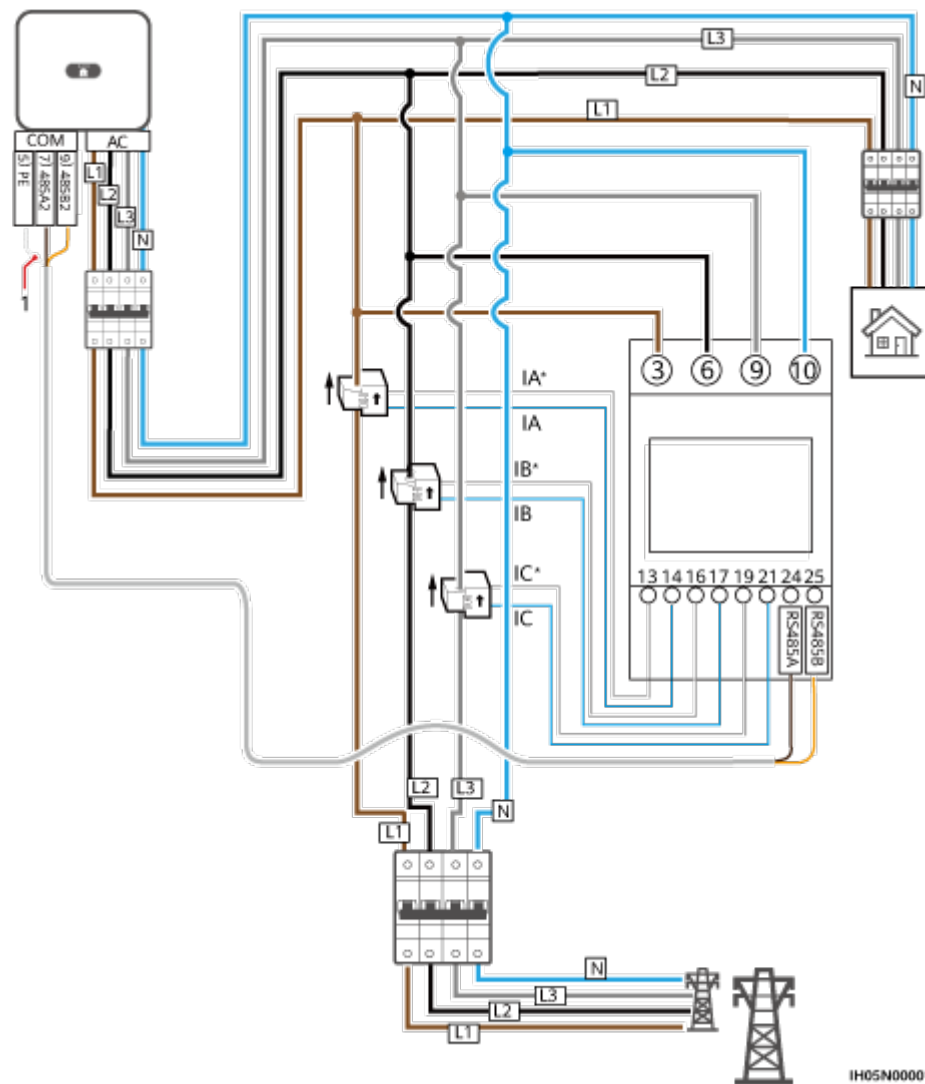 L3
L2
N
L1
COM
AC
5) PE
7) 485A2
9) 485B2
L1
L2
L3
N
1
3
6
9
10
IA*
IA
IB*
IB
IC*
IC
13 14 16 17 19 21 24 25
RS485A
RS485B
L2
L3
N
L1
N
L3
L2
L1
IH05N0000